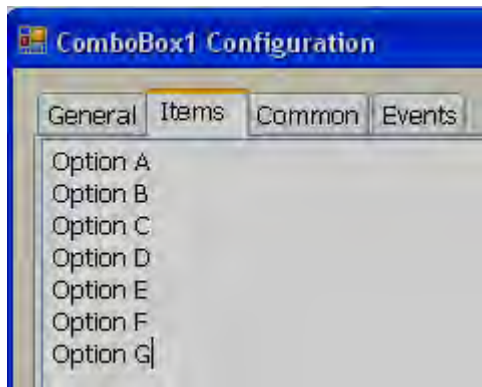 ComboBox1 Configuration
General Items Common Events
Option A
Option B
Option C
Option D
Option E
Option F
Option G